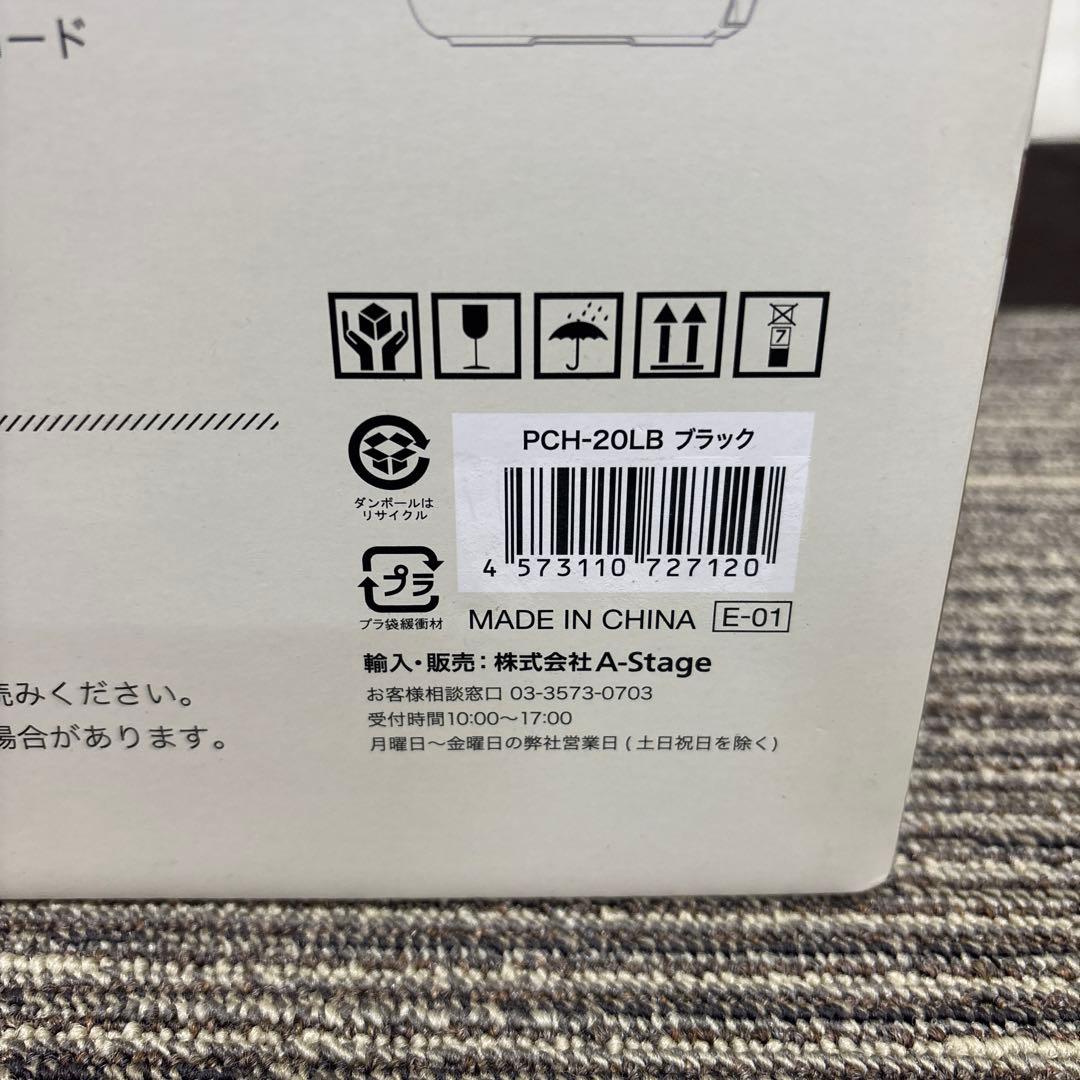 ード
7
PCH-20LB ブラック
4 573110 727120
ダンボールは
リサイクル
プラ
プラ袋緩衝材
MADE IN CHINA E-01
輸入・販売：株式会社A-Stage
お客様相談窓口 03-3573-0703
受付時間10:00～17:00
月曜日～金曜日の弊社営業日 (土日祝日を除く)
読みください。
場合があります。